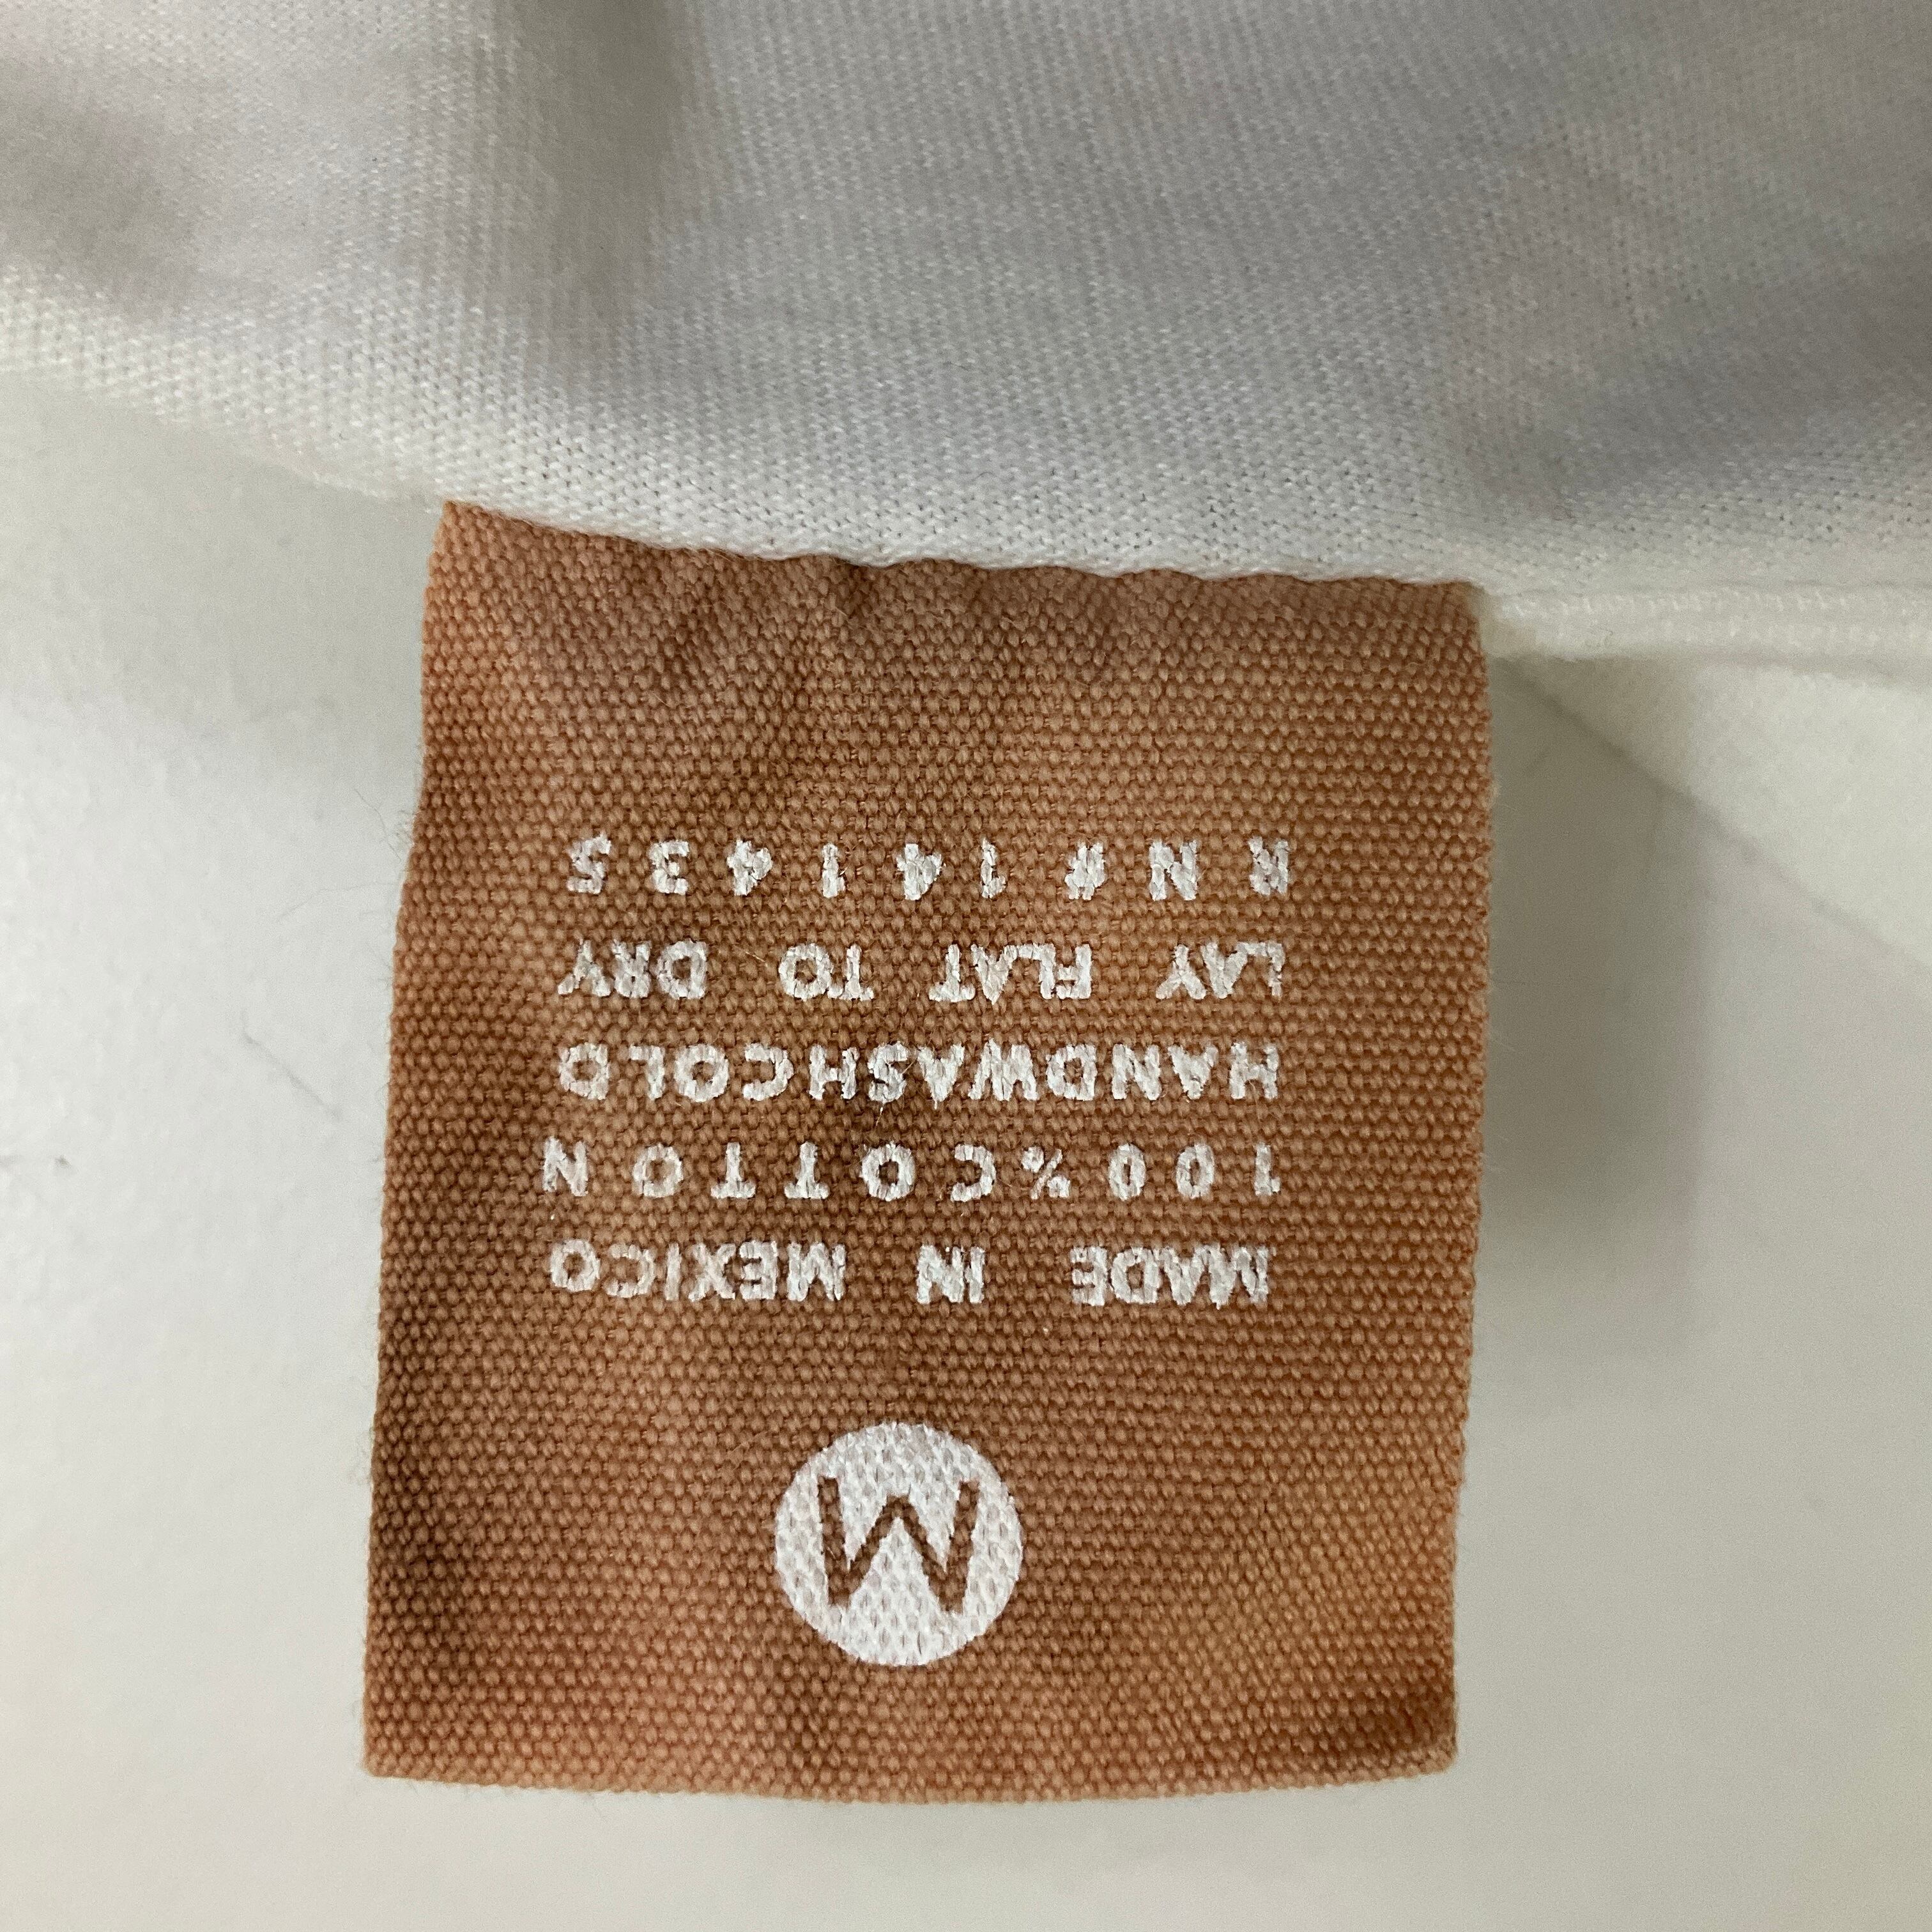 M
MADE IN MEXICO
100%COTTON
HANDWASHCOLD
LAY FLAT TO DRY
RN#141435